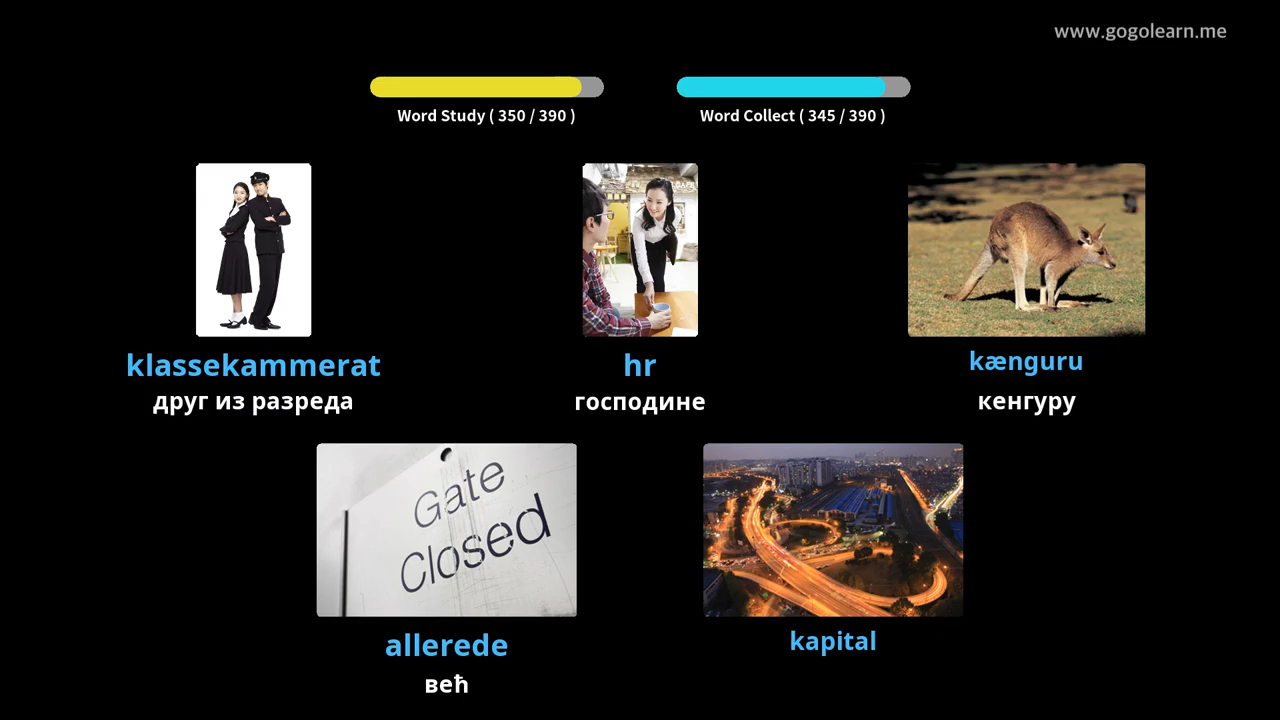 www.gogolearn.me
Word Study ( 350 / 390 )
Word Collect ( 345 / 390 )
klassekammerat
друг из разреда
hr
господине
kænguru
кенгуру
Gate
Closed
allerede
већ
kapital